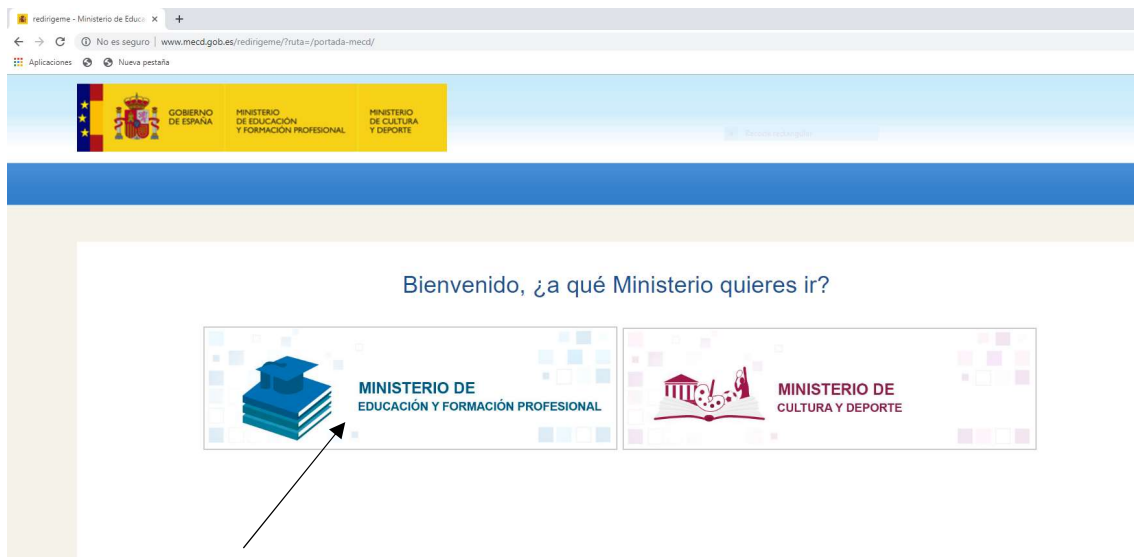 redirigeme - Ministerio de Educa
No es seguro | www.mecd.gob.es/redirigeme/?ruta=/portada-mecd/
Aplicaciones Nueva pestaña
GOBIERNO
DE ESPAÑA
MINISTERIO
DE EDUCACIÓN
Y FORMACIÓN PROFESIONAL
MINISTERIO
DE CULTURA
Y DEPORTE
Bienvenido, ¿a qué Ministerio quieres ir?
MINISTERIO DE
EDUCACIÓN Y FORMACIÓN PROFESIONAL
MINISTERIO DE
CULTURA Y DEPORTE